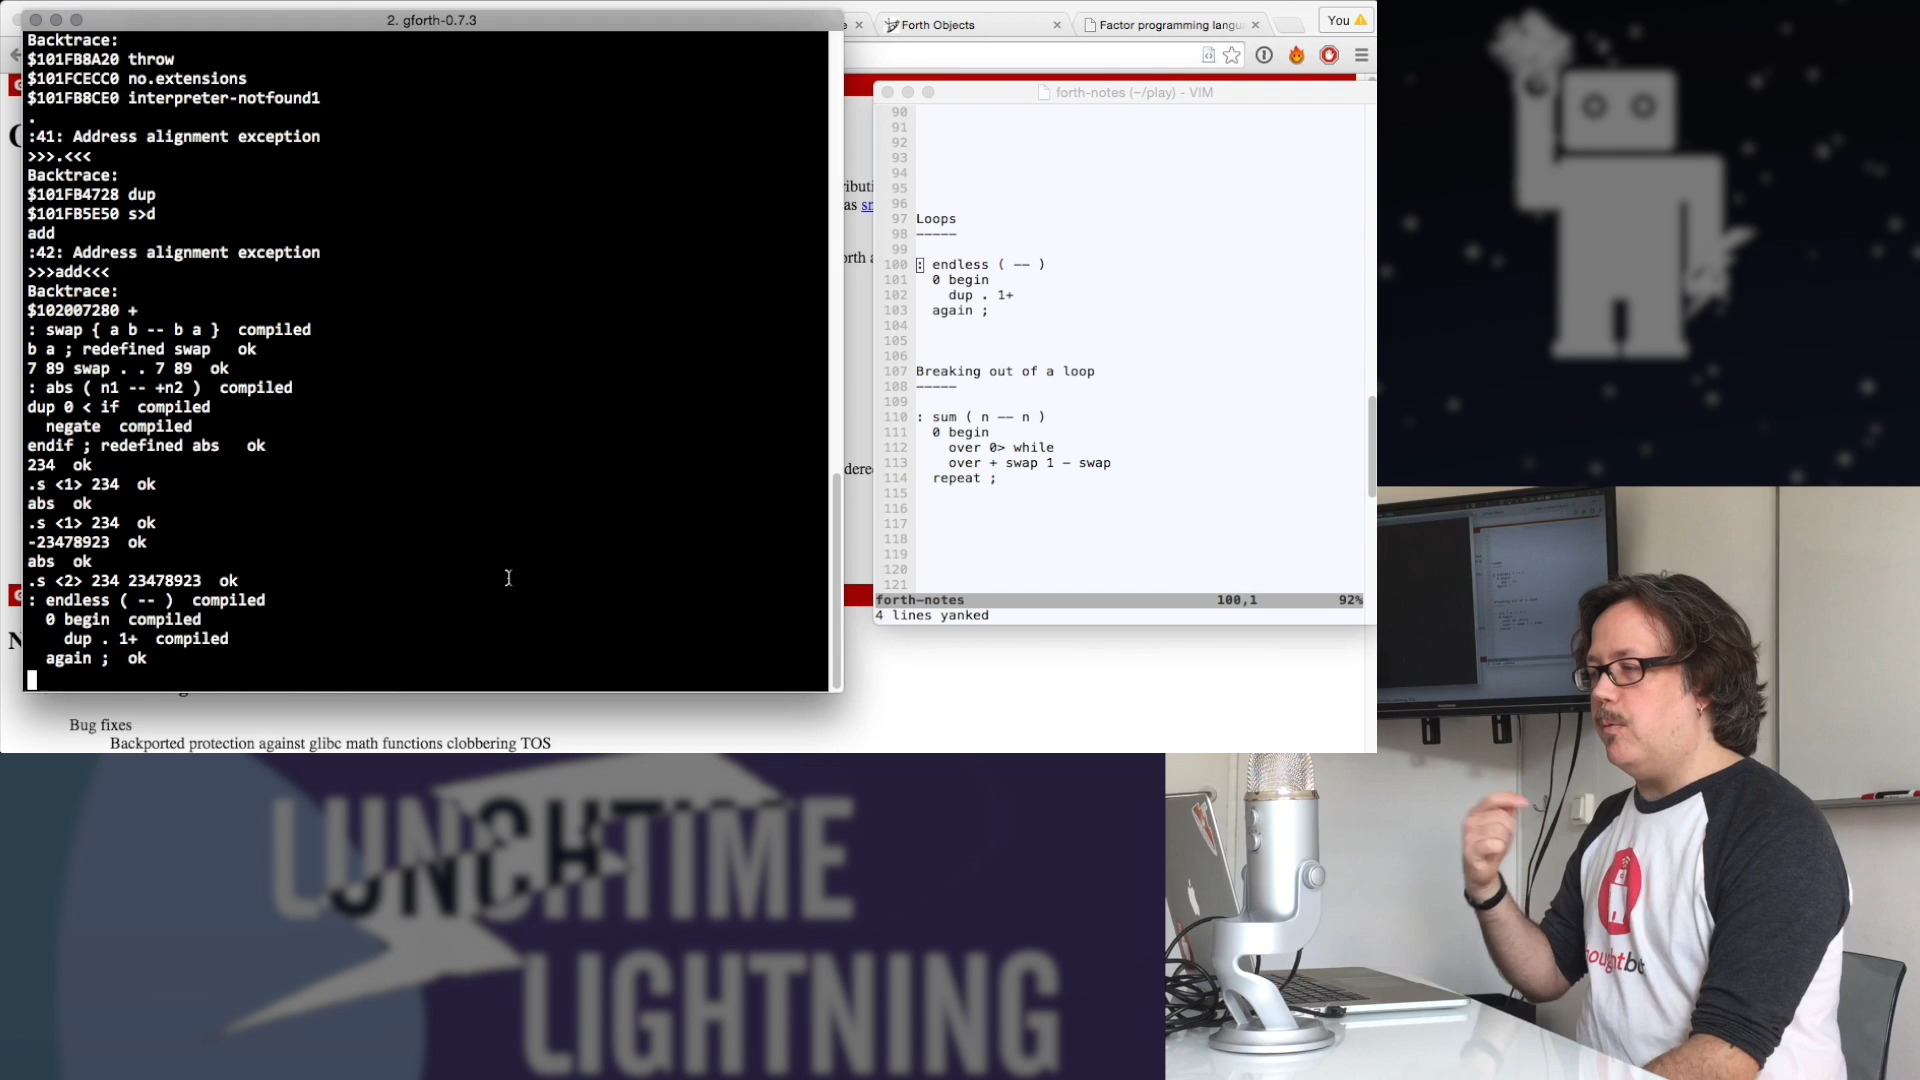 2. gforth-0.7.3
Backtrace:
$101FB8A20 throw
$101FCECC0 no.extensions
$101FB8CE0 interpreter-notfound1
.
:41: Address alignment exception
>>>.<<<
Backtrace:
$101FB4728 dup
$101FB5E50 s>d
add
:42: Address alignment exception
>>>add<<<
Backtrace:
$102007280 +
: swap { a b -- b a }  compiled
b a ; redefined swap   ok
7 89 swap . . 7 89  ok
: abs ( n1 -- +n2 )  compiled
dup 0 < if  compiled
  negate  compiled
endif ; redefined abs   ok
234  ok
.s <1> 234  ok
abs  ok
.s <1> 234  ok
-23478923  ok
abs  ok
.s <2> 234 23478923  ok
: endless ( -- )  compiled
  0 begin  compiled
    dup . 1+  compiled
  again ;  ok
e
Forth Objects
Factor programming langu
You
ributi
as sr
orth a
dere
Bug fixes
Backported protection against glibc math functions clobbering TOS
forth-notes (~/play) - VIM
90
91
92
93
94
95
96
97 Loops
98 -----
99
100 : endless ( -- )
101   0 begin
102     dup . 1+
103   again ;
104
105
106
107 Breaking out of a loop
108 -----
109
110 : sum ( n -- n )
111   0 begin
112     over 0> while
113     over + swap 1 - swap
114   repeat ;
115
116
117
118
119
120
121
forth-notes 100,1 92%
4 lines yanked
LUNCHTIME
LIGHTNING